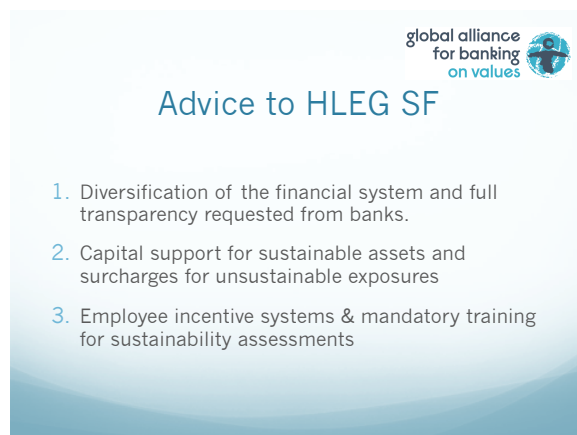 global alliance
for banking
on values
Advice to HLEG SF
1. Diversification of the financial system and full
transparency requested from banks.
2. Capital support for sustainable assets and
surcharges for unsustainable exposures
3. Employee incentive systems & mandatory training
for sustainability assessments